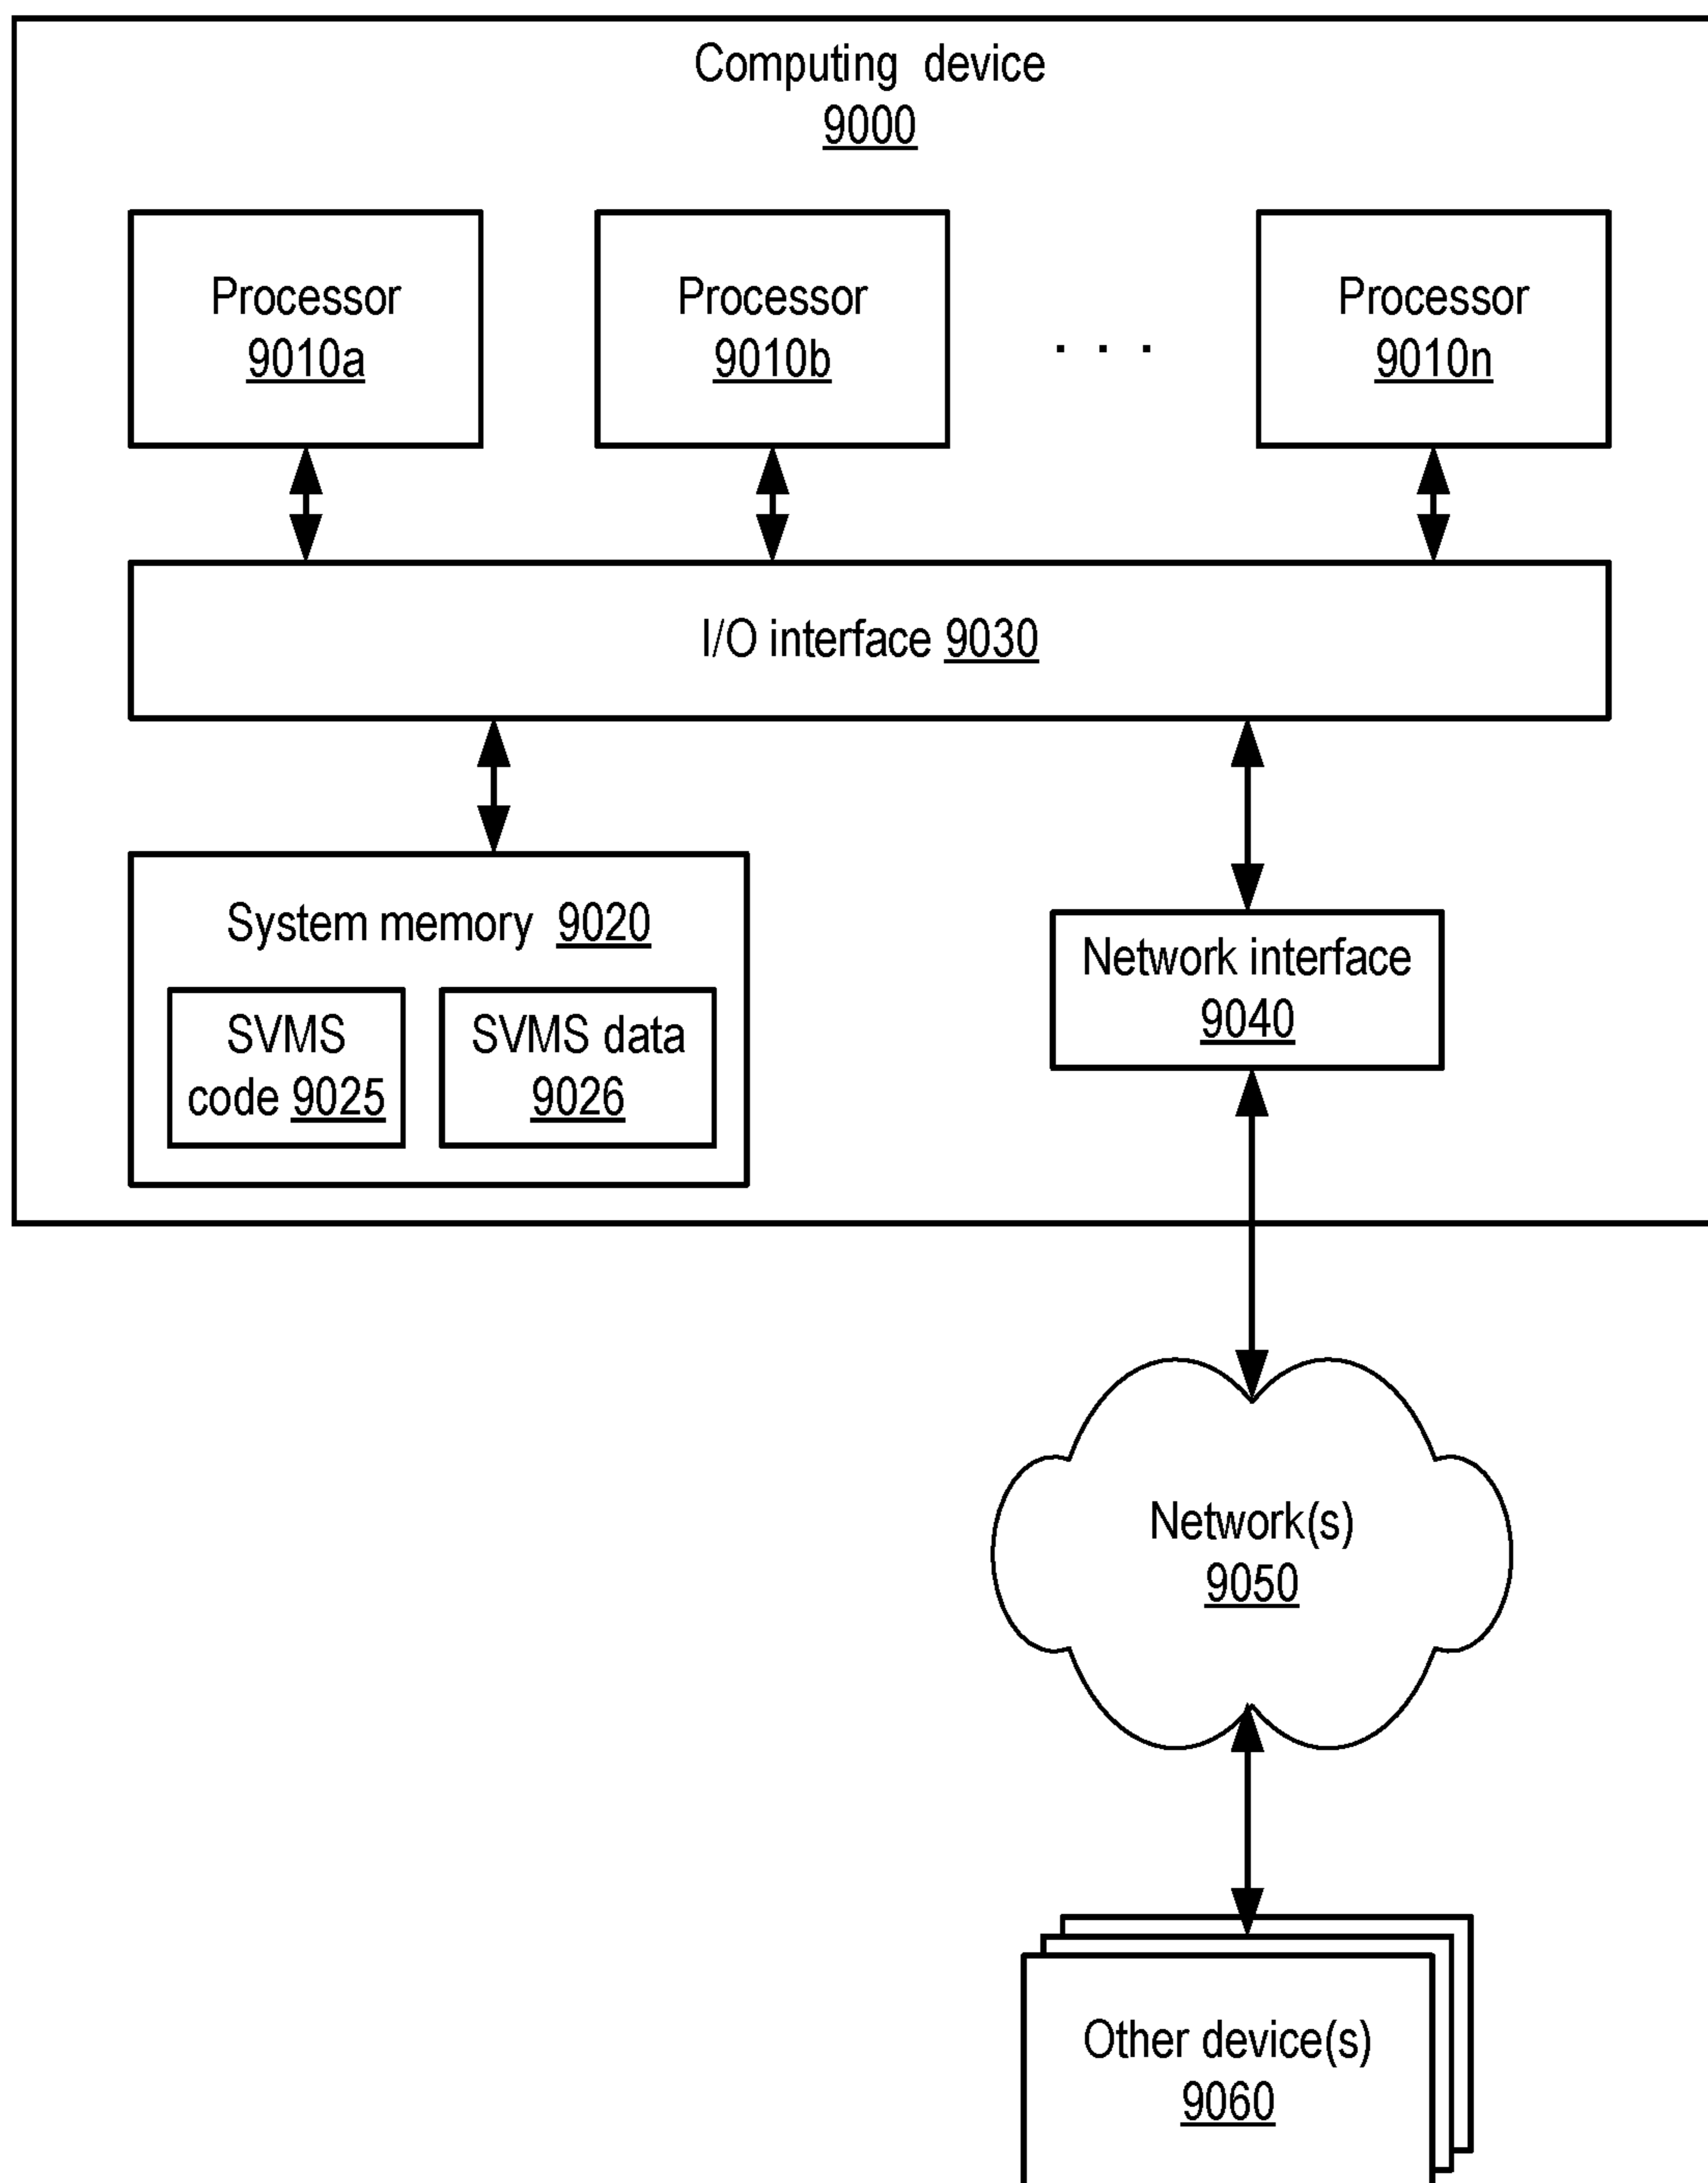 Computing device
9000
Processor
9010a
Processor
9010b
. . .
Processor
9010n
I/O interface 9030
System memory 9020
SVMS
code 9025
SVMS data
9026
Network interface
9040
Network(s)
9050
Other device(s)
9060